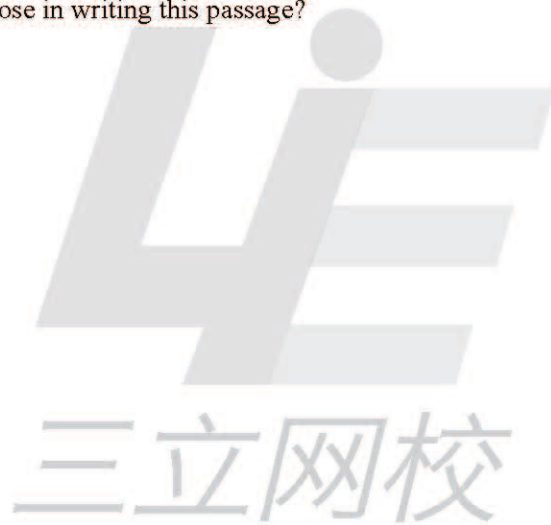 ose in writing this passage?
三立网校